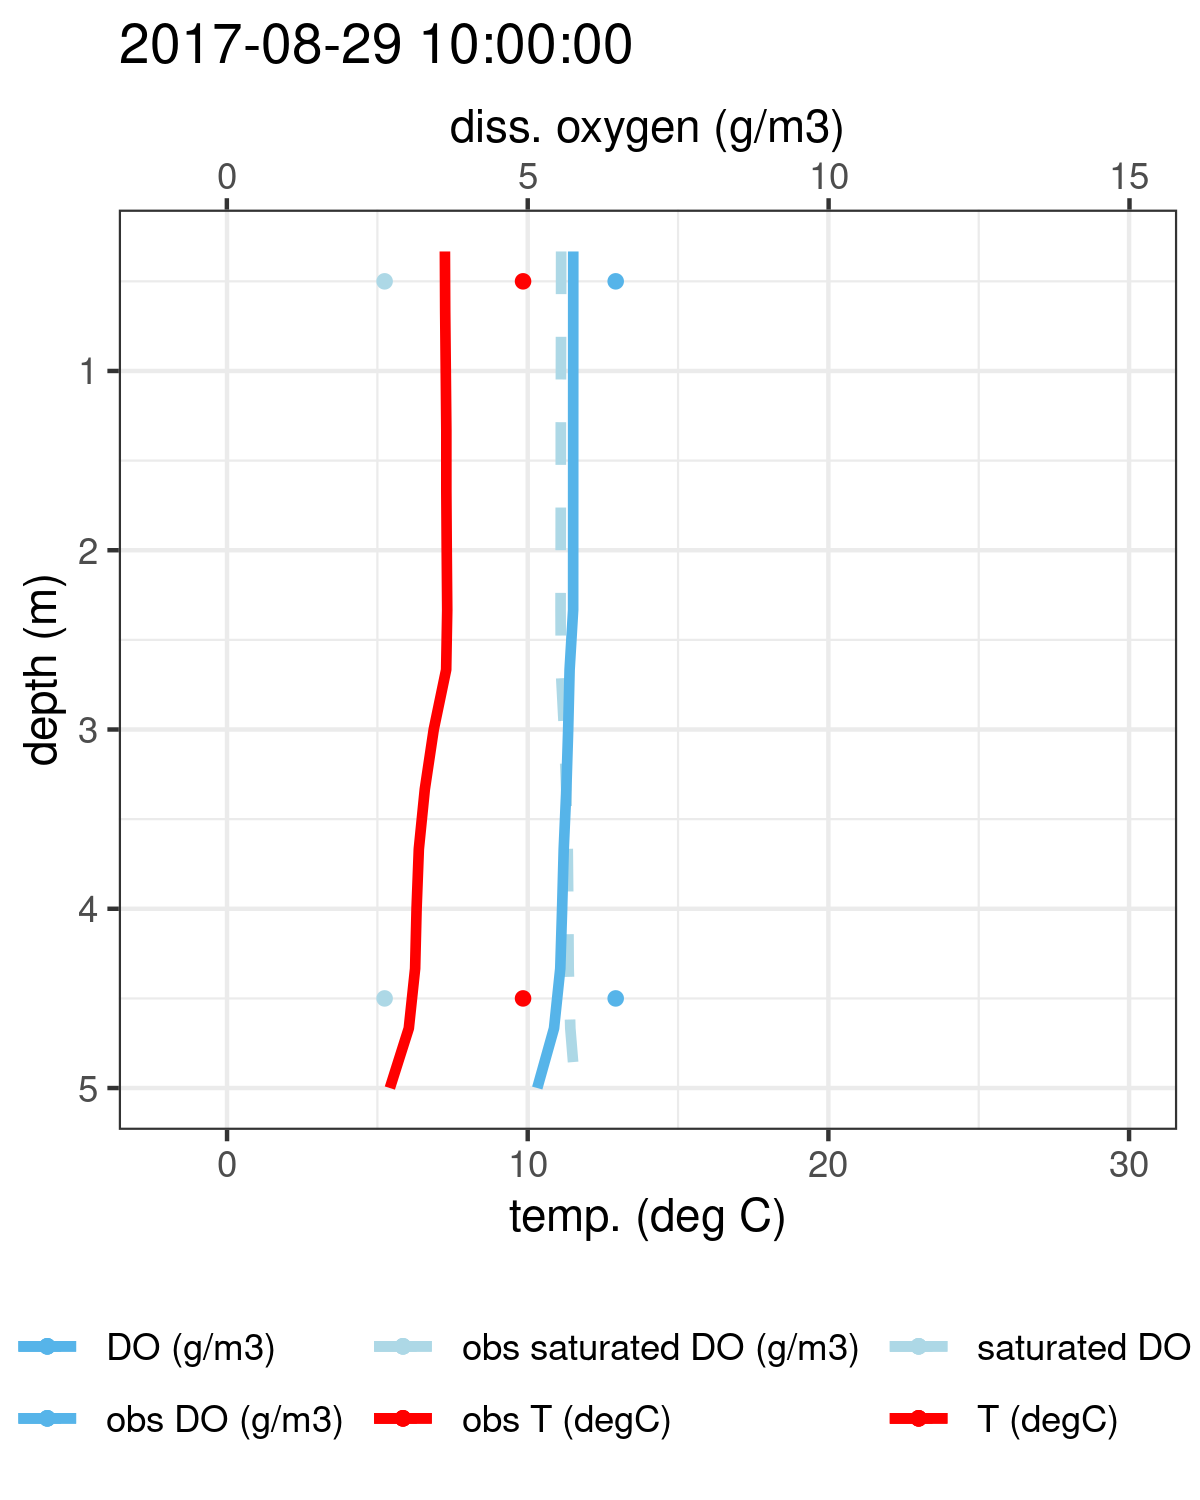 2017-08-29 10:00:00
diss. oxygen (g/m3)
0 5 10 15
depth (m)
1
2
3
4
5
0 10 20 30
temp. (deg C)
DO (g/m3) obs saturated DO (g/m3) saturated DO
obs DO (g/m3) obs T (degC) T (degC)